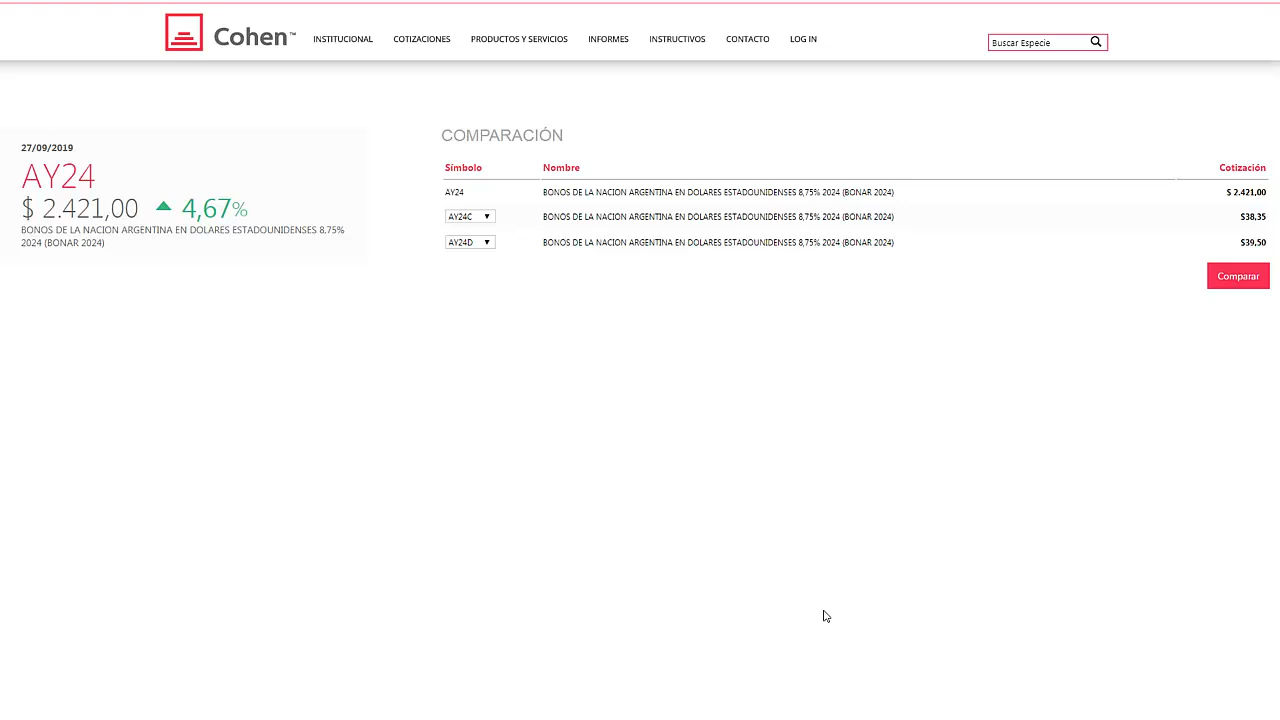 Cohen™ INSTITUCIONAL COTIZACIONES PRODUCTOS Y SERVICIOS INFORMES INSTRUCTIVOS CONTACTO LOG IN Buscar Especie
27/09/2019
AY24
$ 2.421,00 4,67%
BONOS DE LA NACION ARGENTINA EN DOLARES ESTADOUNIDENSES 8,75%
2024 (BONAR 2024)
COMPARACIÓN
Símbolo Nombre Cotización
AY24 BONOS DE LA NACION ARGENTINA EN DOLARES ESTADOUNIDENSES 8,75% 2024 (BONAR 2024) $ 2.421,00
AY24C BONOS DE LA NACION ARGENTINA EN DOLARES ESTADOUNIDENSES 8,75% 2024 (BONAR 2024) $38,35
AY24D BONOS DE LA NACION ARGENTINA EN DOLARES ESTADOUNIDENSES 8,75% 2024 (BONAR 2024) $39,50
Comparar